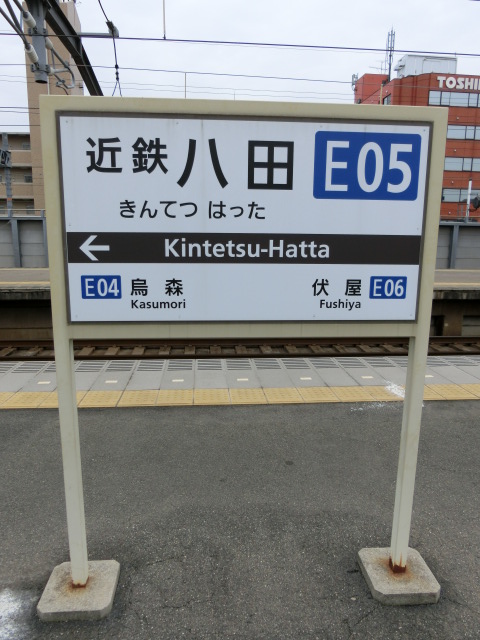 TOSHI
近鉄八田 E05
きんてつ はった
← Kintetsu-Hatta
E04 烏森 伏屋 E06
Kasumori Fushiya